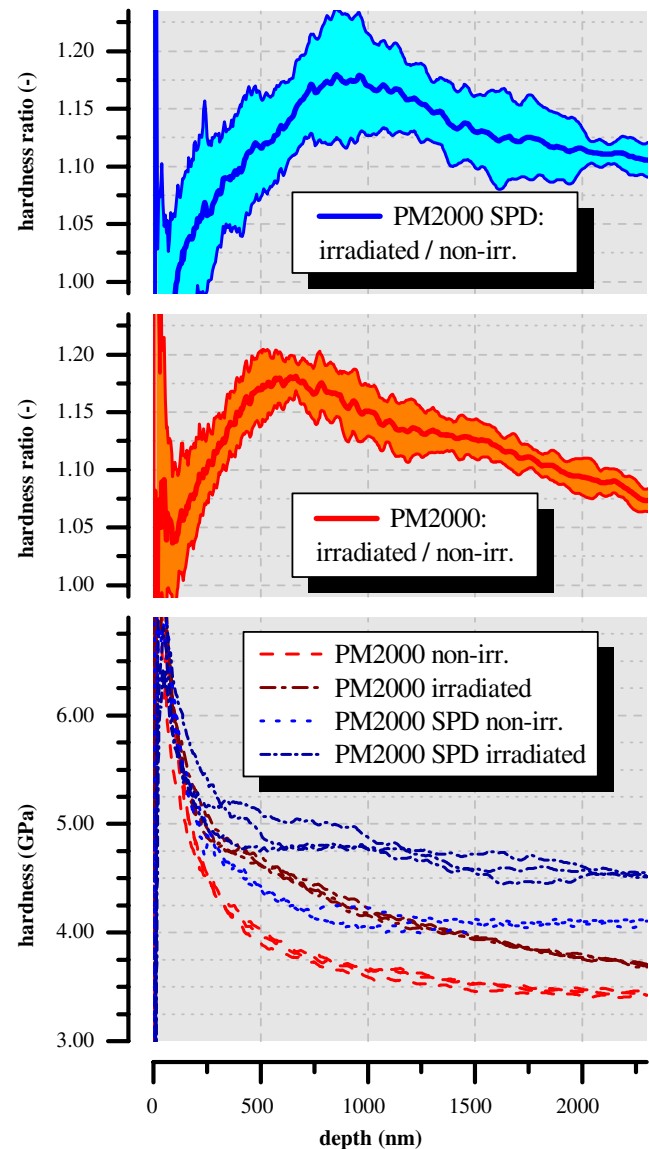 1.20
1.15
1.10
1.05
1.00
hardness ratio (-)
PM2000 SPD:
irradiated / non-irr.
1.20
1.15
1.10
1.05
1.00
hardness ratio (-)
PM2000:
irradiated / non-irr.
PM2000 non-irr.
PM2000 irradiated
PM2000 SPD non-irr.
PM2000 SPD irradiated
6.00
5.00
4.00
3.00
hardness (GPa)
0 500 1000 1500 2000
depth (nm)